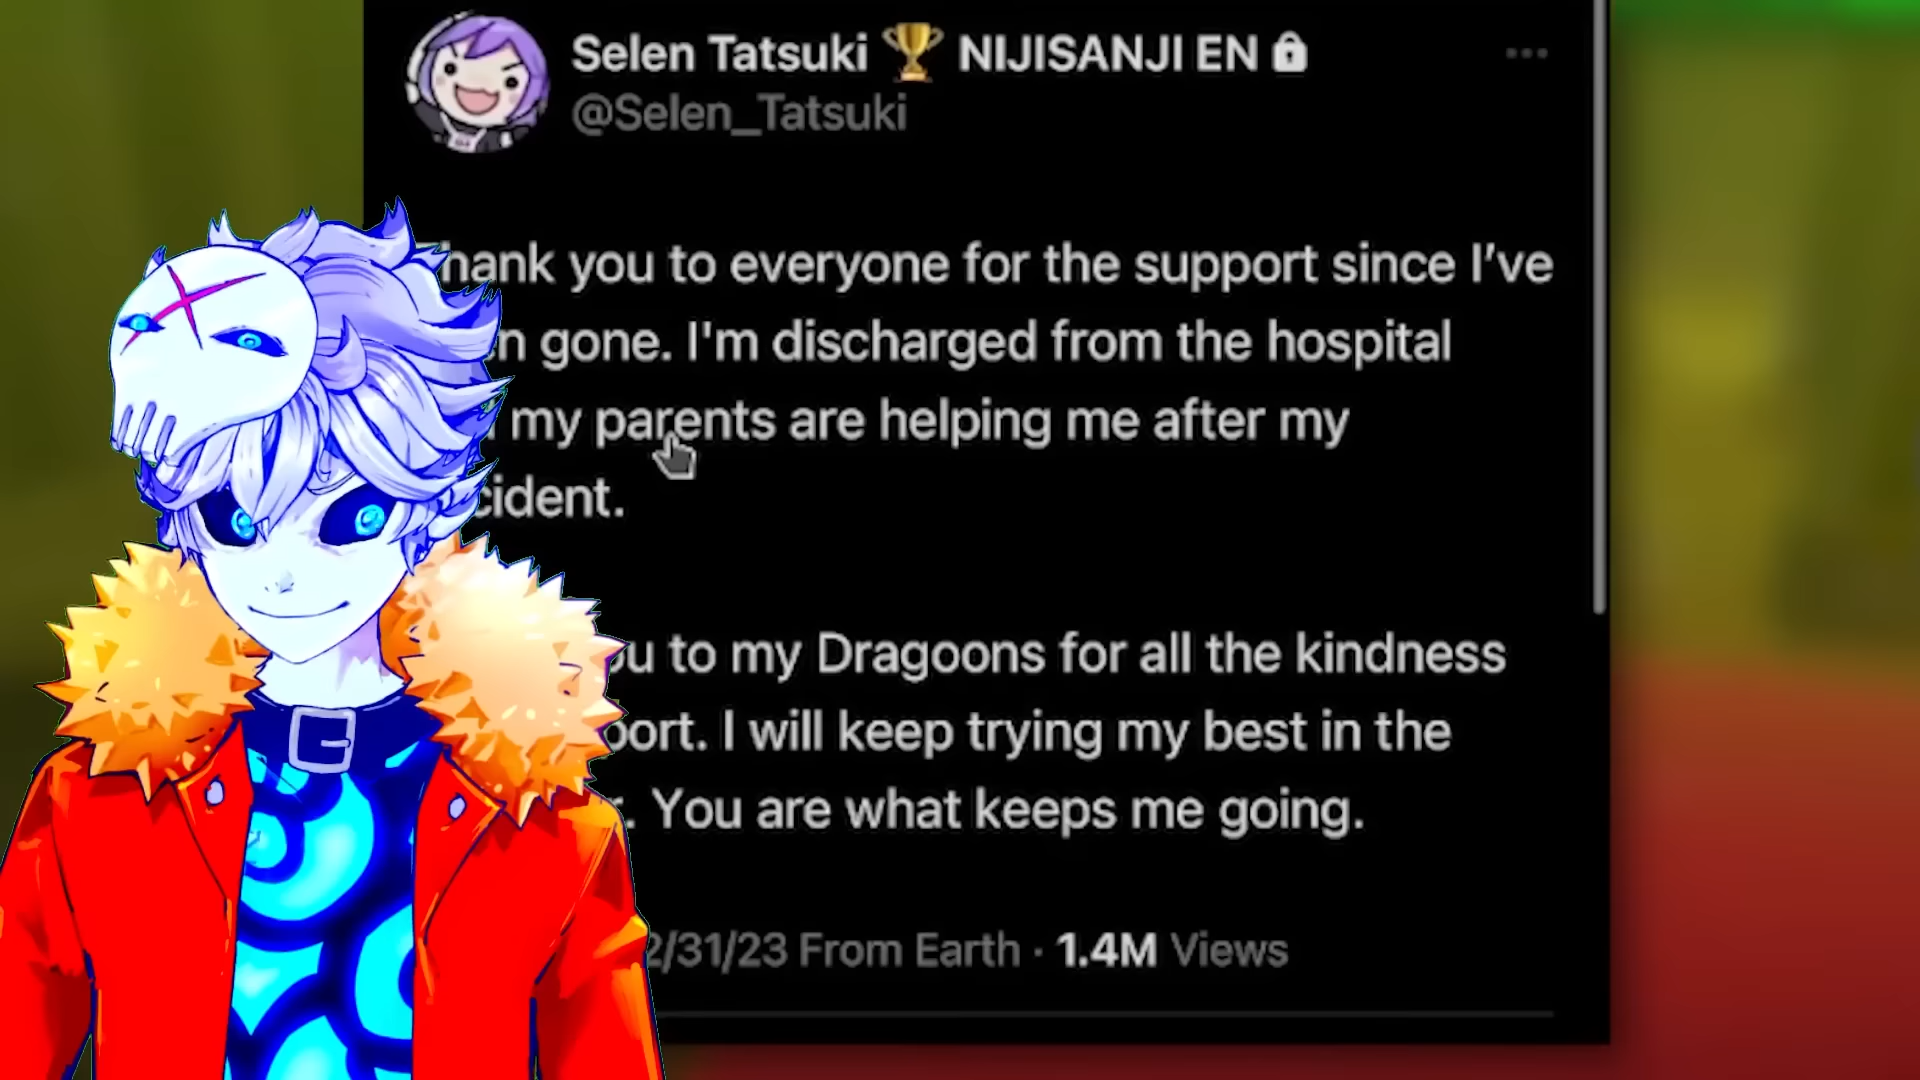 Selen Tatsuki 🏆 NIJISANJI EN 🔒
@Selen_Tatsuki
hank you to everyone for the support since I've
n gone. I'm discharged from the hospital
my parents are helping me after my
cident.
ou to my Dragoons for all the kindness
port. I will keep trying my best in the
r. You are what keeps me going.
2/31/23 From Earth · 1.4M Views